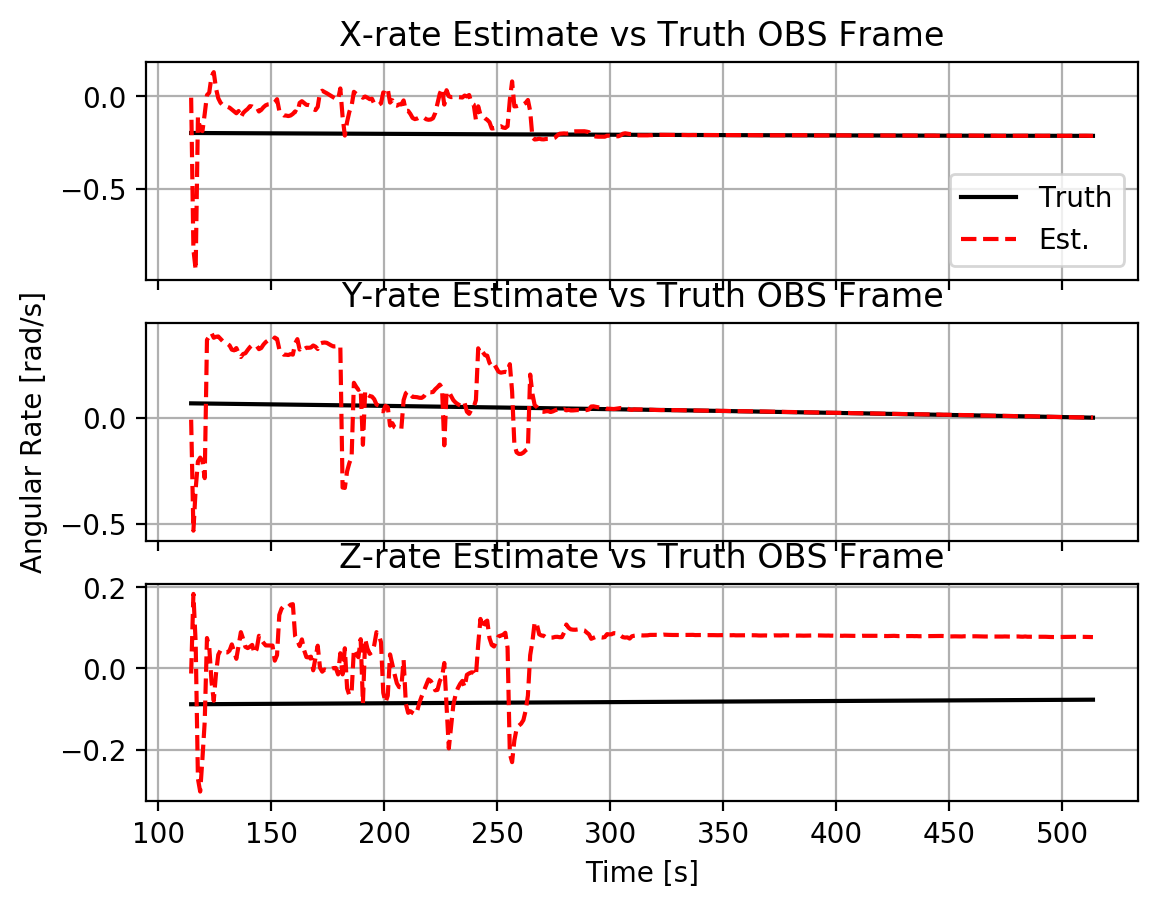 X-rate Estimate vs Truth OBS Frame
0.0
−0.5
Truth
Est.
Y-rate Estimate vs Truth OBS Frame
Angular Rate [rad/s]
0.0
−0.5
Z-rate Estimate vs Truth OBS Frame
0.2
0.0
−0.2
100 150 200 250 300 350 400 450 500
Time [s]